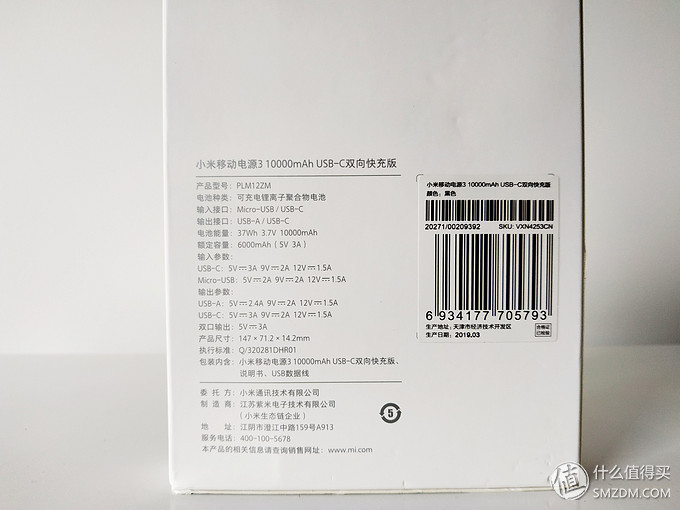 小米移动电源3 10000mAh USB-C双向快充版
产品型号： PLM12ZM
电池种类： 可充电锂离子聚合物电池
输入接口： Micro-USB / USB-C
输出接口： USB-A / USB-C
电池能量： 37Wh 3.7V 10000mAh
额定容量： 6000mAh（5V 3A）
输入参数：
USB-C： 5V⎓3A 9V⎓2A 12V⎓1.5A
Micro-USB： 5V⎓2A 9V⎓2A 12V⎓1.5A
输出参数：
USB-A： 5V⎓2.4A 9V⎓2A 12V⎓1.5A
USB-C： 5V⎓3A 9V⎓2A 12V⎓1.5A
双口输出： 5V⎓3A
产品尺寸： 147 × 71.2 × 14.2mm
执行标准： Q/320281DHR01
包装内含： 小米移动电源3 10000mAh USB-C双向快充版、
说明书、USB数据线
委 托 方： 小米通讯技术有限公司
制 造 商： 江苏紫米电子技术有限公司
（小米生态链企业）
地 址： 江阴市澄江中路159号A913
服务电话： 400-100-5678
本产品的相关信息请查询销售网址：www.mi.com
5
小米移动电源3 10000mAh USB-C双向快充版
颜色：黑色
20271/00209392 SKU: VXN4253CN
6 934177 705793
生产地址：天津市经济技术开发区
生产日期：2019.03
合格证
已检验
值 什么值得买
SMZDM.COM